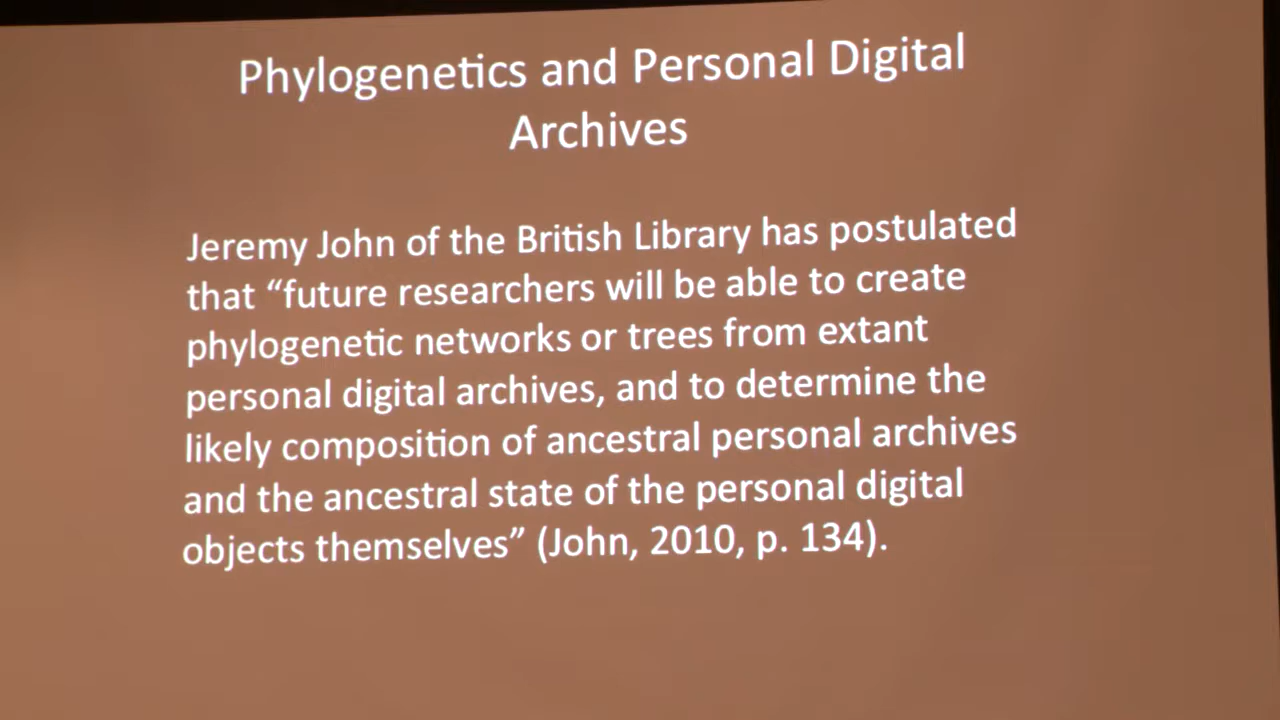 Phylogenetics and Personal Digital
Archives
Jeremy John of the British Library has postulated
that “future researchers will be able to create
phylogenetic networks or trees from extant
personal digital archives, and to determine the
likely composition of ancestral personal archives
and the ancestral state of the personal digital
objects themselves” (John, 2010, p. 134).